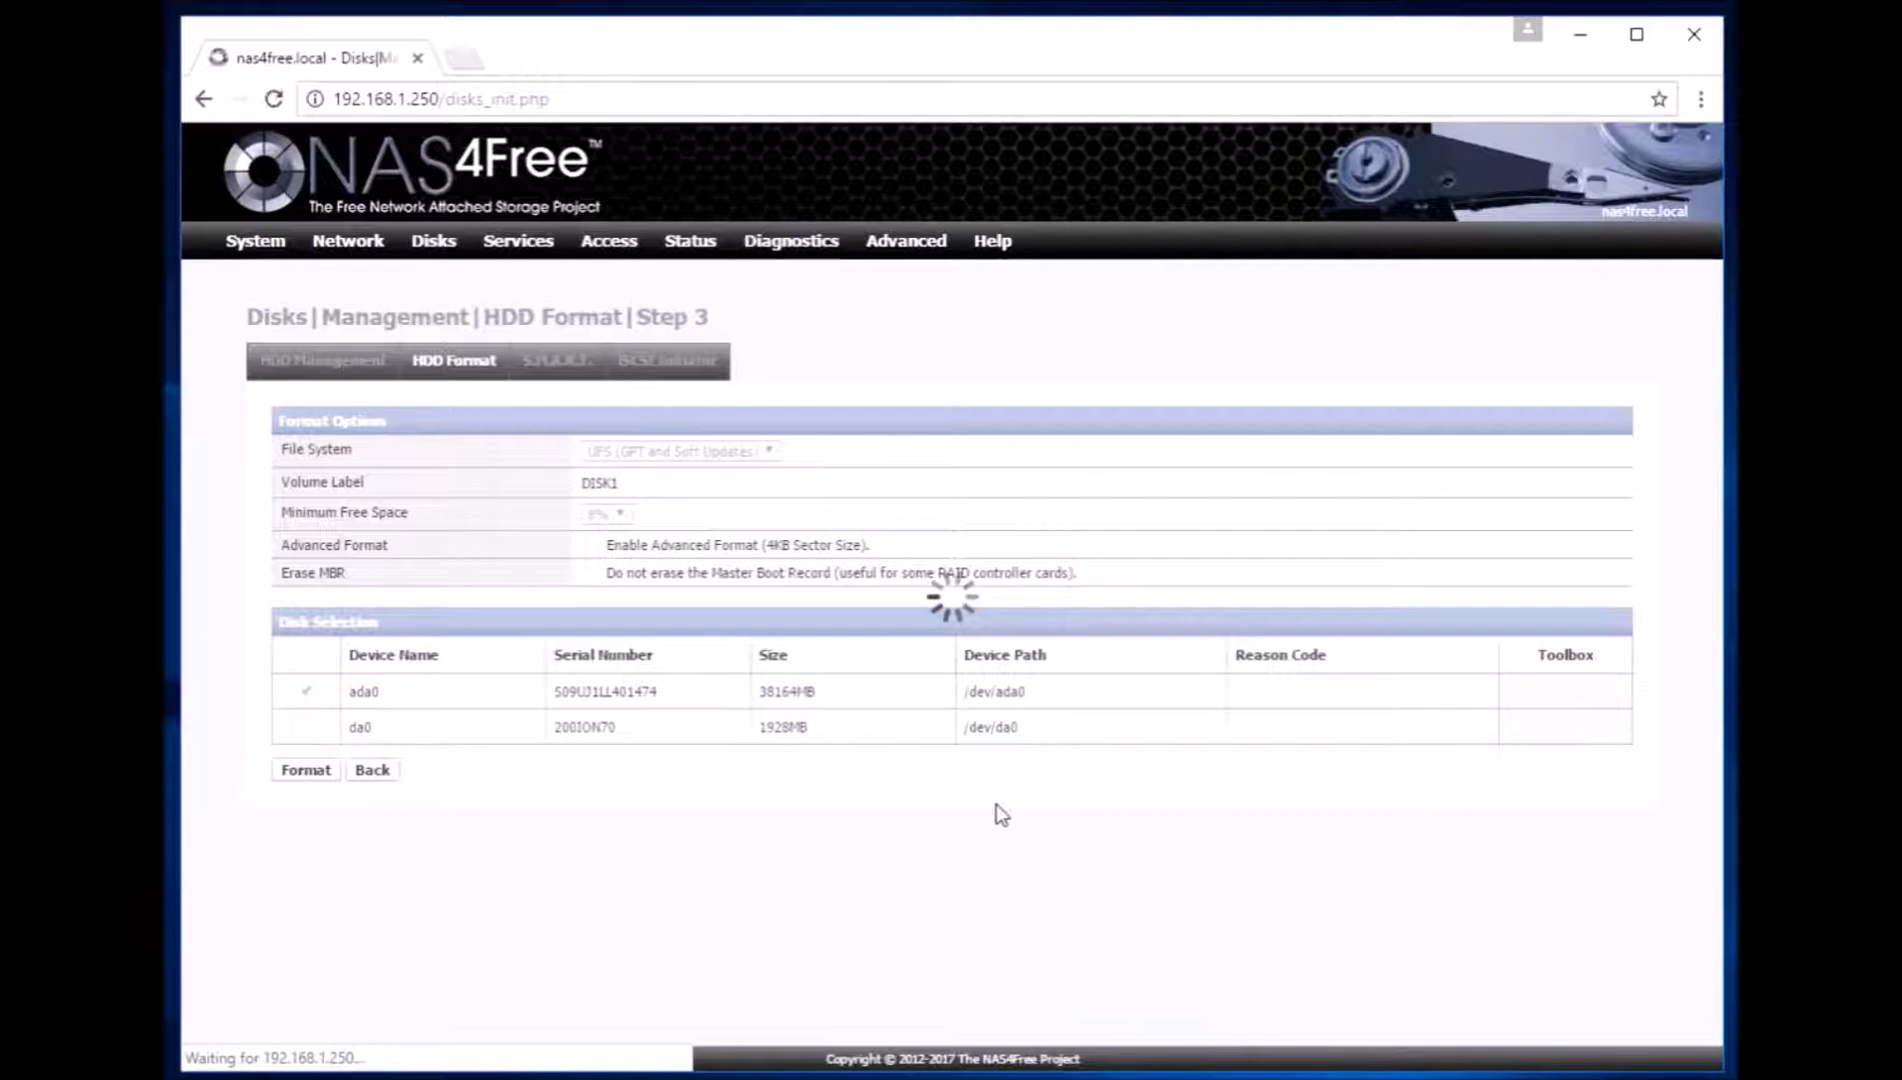 nas4free.local - Disks|Ma
192.168.1.250/disks_init.php
NAS4Free™
The Free Network Attached Storage Project
nas4free.local
System Network Disks Services Access Status Diagnostics Advanced Help
Disks|Management|HDD Format|Step 3
HDD Management HDD Format S.M.A.R.T. iSCSI Initiator
Format Options
File System UFS (GPT and Soft Updates)
Volume Label DISK1
Minimum Free Space 8%
Advanced Format Enable Advanced Format (4KB Sector Size).
Erase MBR Do not erase the Master Boot Record (useful for some RAID controller cards).
Disk Selection
Device Name Serial Number Size Device Path Reason Code Toolbox
ada0 S09UJ1LL401474 38164MB /dev/ada0
da0 200ION70 1928MB /dev/da0
Format Back
Waiting for 192.168.1.250...
Copyright © 2012-2017 The NAS4Free Project